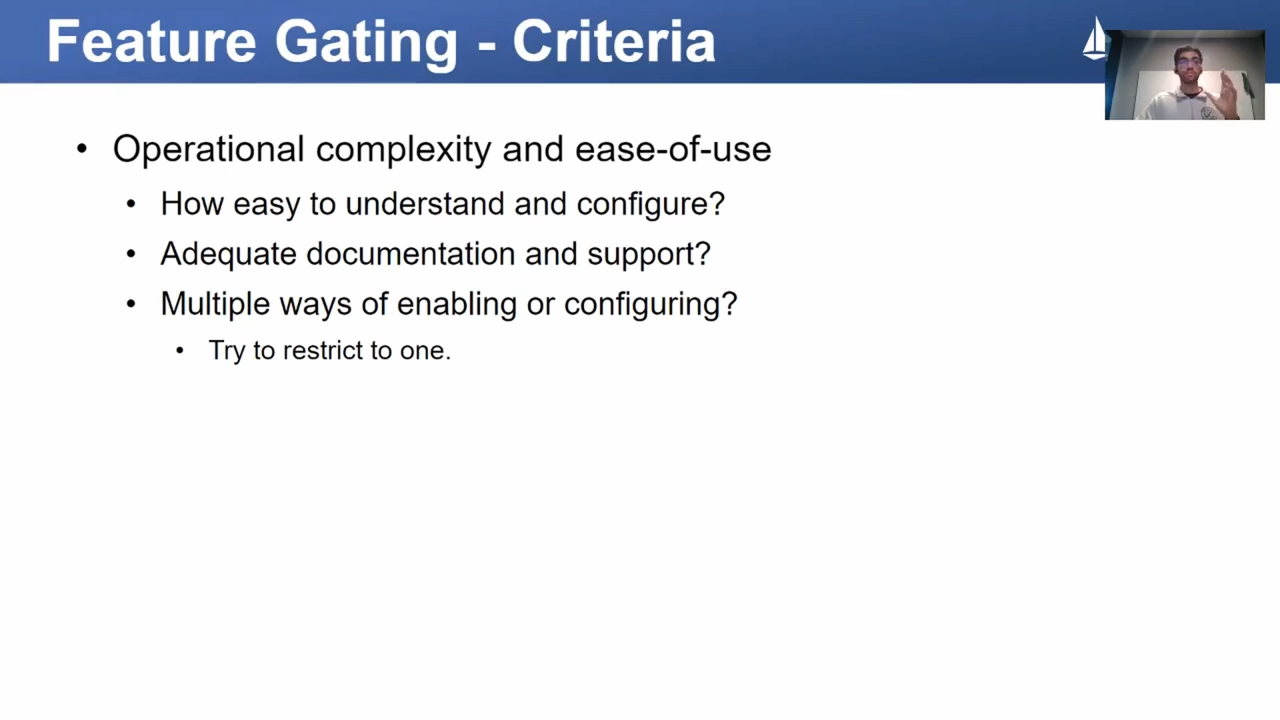 Feature Gating - Criteria
• Operational complexity and ease-of-use
• How easy to understand and configure?
• Adequate documentation and support?
• Multiple ways of enabling or configuring?
• Try to restrict to one.